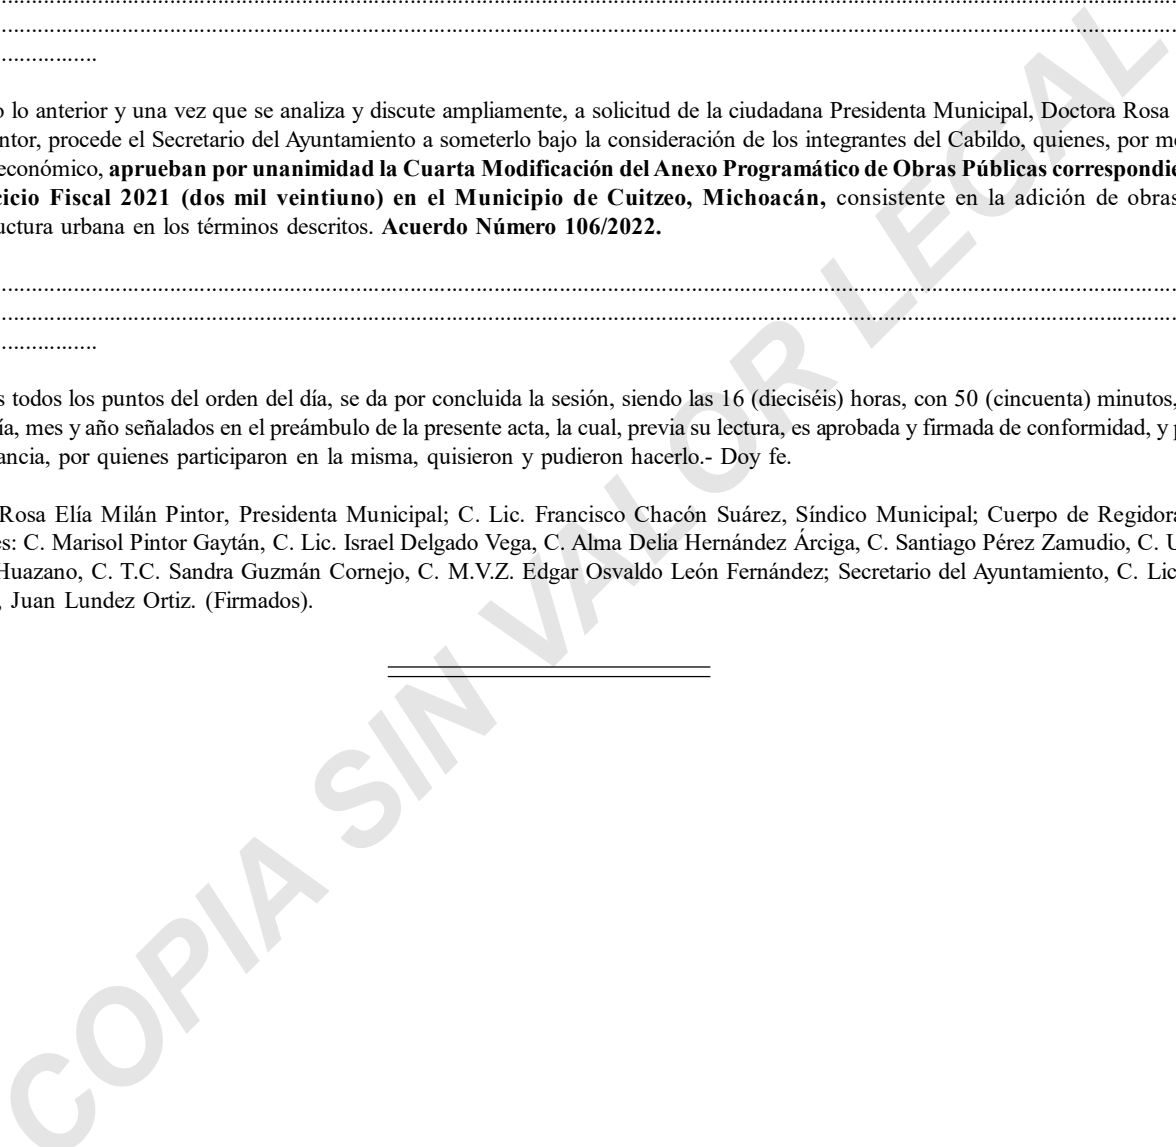 ................................................................................................................................................................................................
................................................................................................................................................................................................
................
o lo anterior y una vez que se analiza y discute ampliamente, a solicitud de la ciudadana Presidenta Municipal, Doctora Rosa
ntor, procede el Secretario del Ayuntamiento a someterlo bajo la consideración de los integrantes del Cabildo, quienes, por me
económico, aprueban por unanimidad la Cuarta Modificación del Anexo Programático de Obras Públicas correspondie
cicio Fiscal 2021 (dos mil veintiuno) en el Municipio de Cuitzeo, Michoacán, consistente en la adición de obras
uctura urbana en los términos descritos. Acuerdo Número 106/2022.
................................................................................................................................................................................................
................................................................................................................................................................................................
................
s todos los puntos del orden del día, se da por concluida la sesión, siendo las 16 (dieciséis) horas, con 50 (cincuenta) minutos,
ía, mes y año señalados en el preámbulo de la presente acta, la cual, previa su lectura, es aprobada y firmada de conformidad, y p
ancia, por quienes participaron en la misma, quisieron y pudieron hacerlo.- Doy fe.
Rosa Elía Milán Pintor, Presidenta Municipal; C. Lic. Francisco Chacón Suárez, Síndico Municipal; Cuerpo de Regidora
es: C. Marisol Pintor Gaytán, C. Lic. Israel Delgado Vega, C. Alma Delia Hernández Árciga, C. Santiago Pérez Zamudio, C. U
Huazano, C. T.C. Sandra Guzmán Cornejo, C. M.V.Z. Edgar Osvaldo León Fernández; Secretario del Ayuntamiento, C. Lic
, Juan Lundez Ortiz. (Firmados).
COPIA SIN VALOR LEGAL